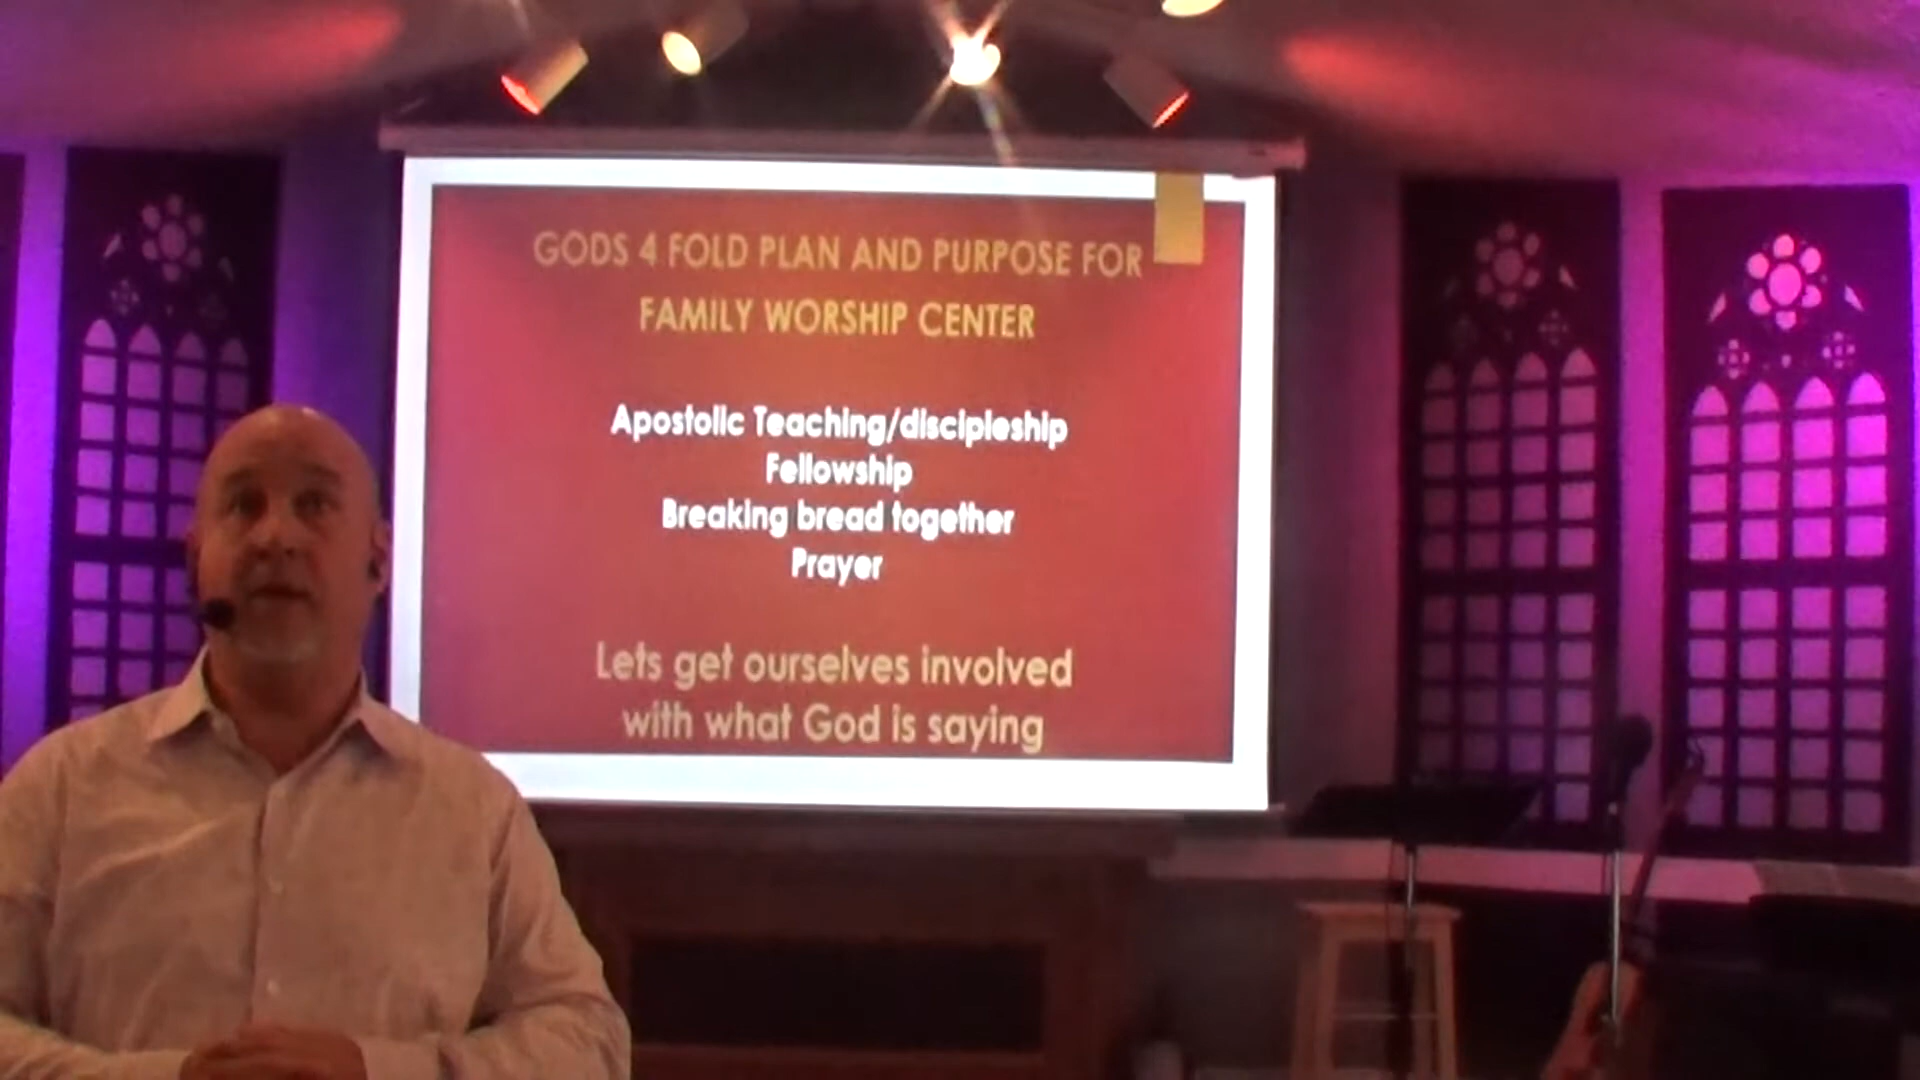 GODS 4 FOLD PLAN AND PURPOSE FOR
FAMILY WORSHIP CENTER
Apostolic Teaching/discipleship
Fellowship
Breaking bread together
Prayer
Lets get ourselves involved
with what God is saying